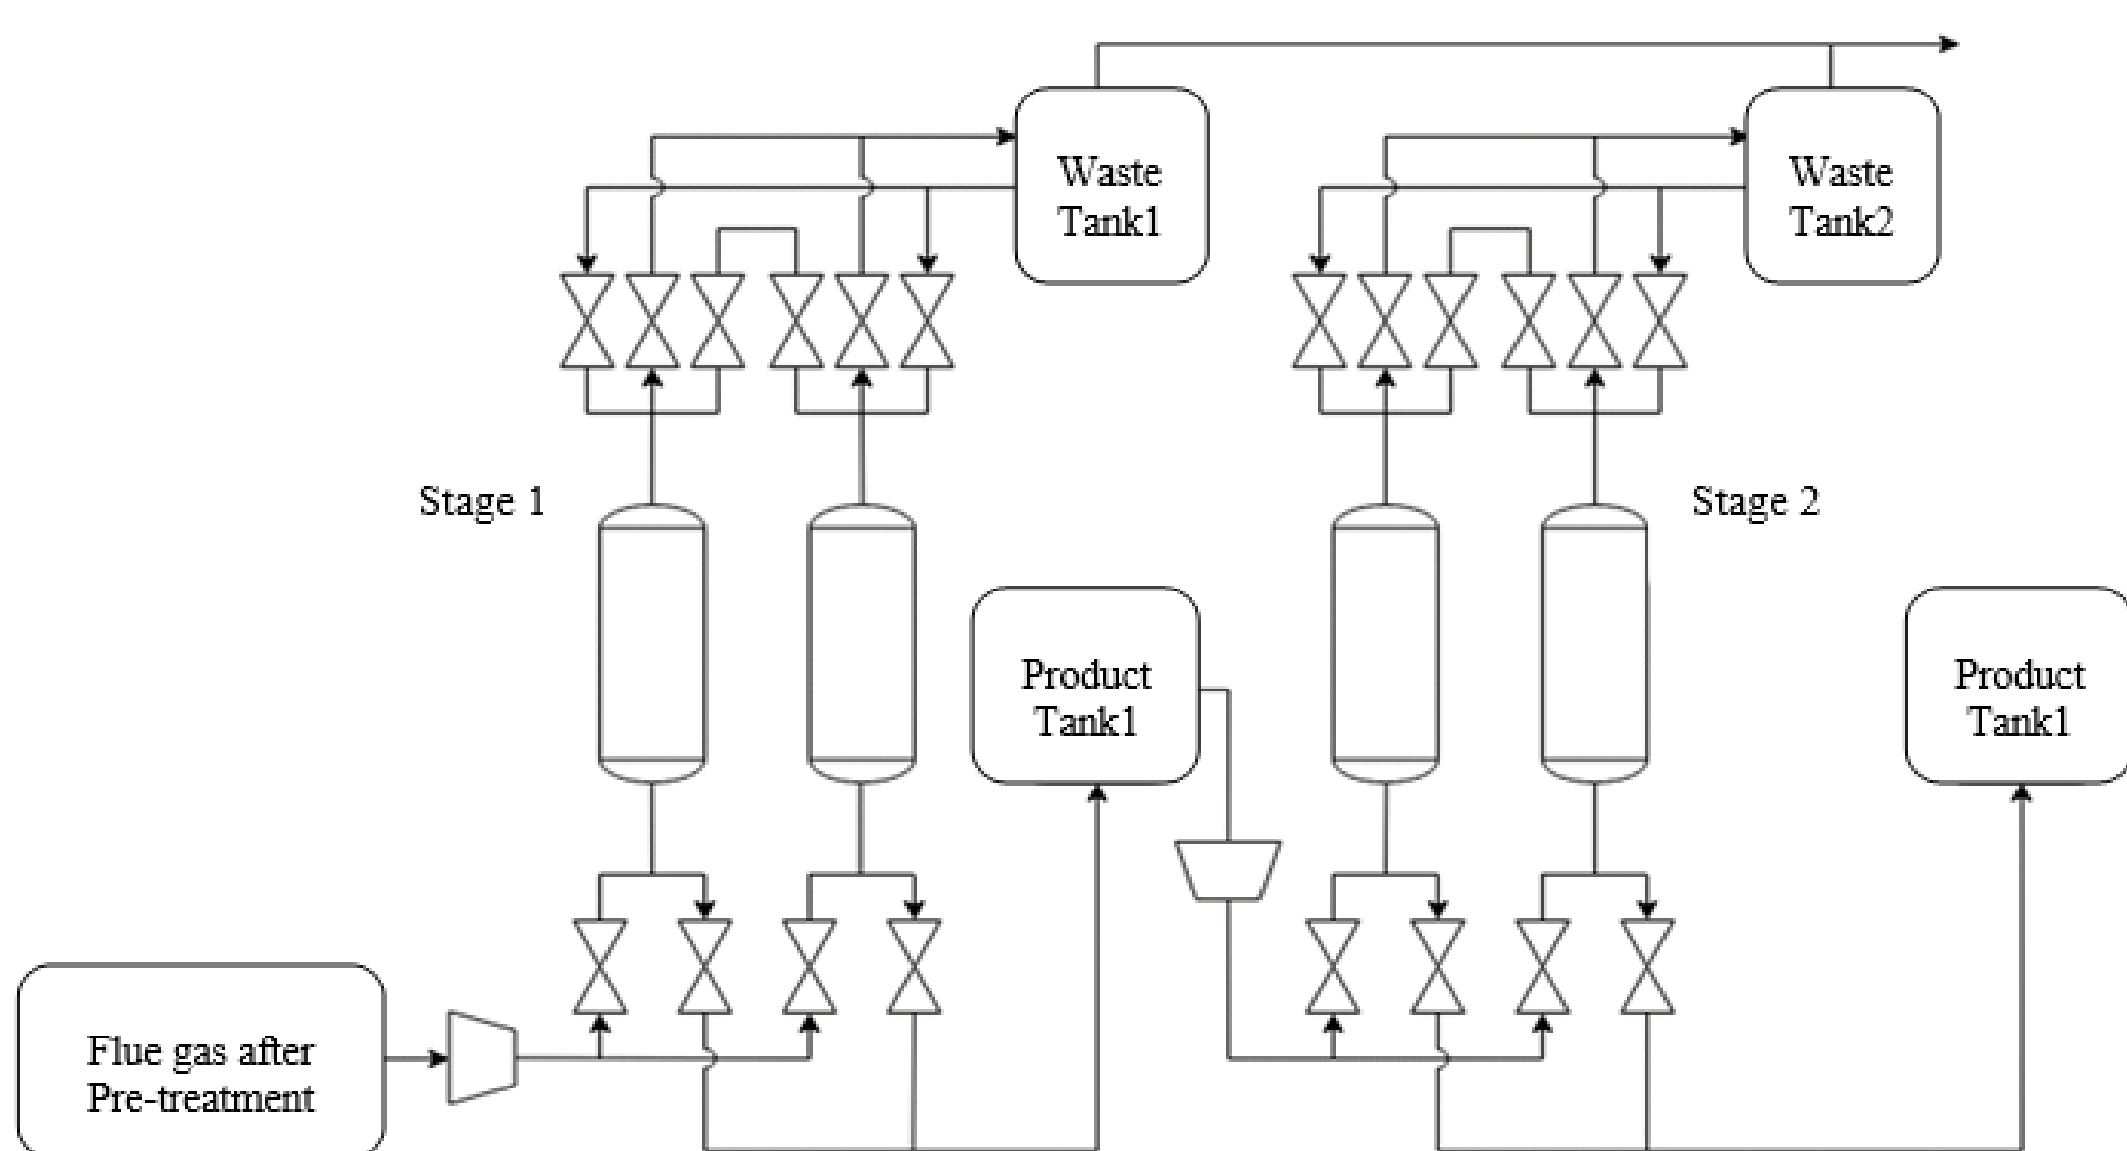 Waste
Tank1
Waste
Tank2
Stage 1
Stage 2
Product
Tank1
Product
Tank1
Flue gas after
Pre-treatment